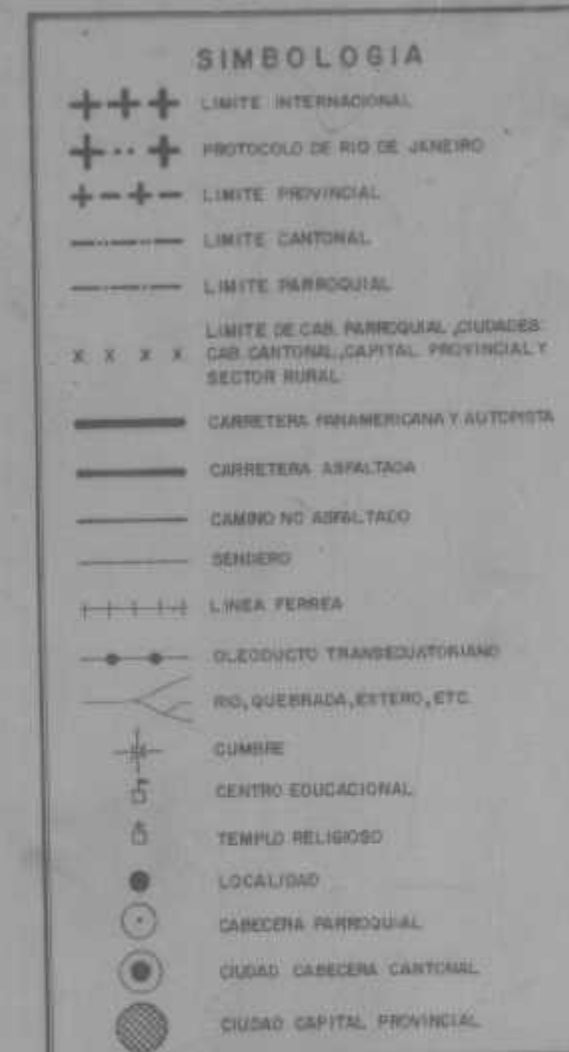 SIMBOLOGIA
LIMITE INTERNACIONAL
PROTOCOLO DE RIO DE JANEIRO
LIMITE PROVINCIAL
LIMITE CANTONAL
LIMITE PARROQUIAL
LIMITE DE CAB. PARROQUIAL ,CIUDADES:
X X X X CAB. CANTONAL, CAPITAL PROVINCIAL Y
SECTOR RURAL
CARRETERA PANAMERICANA Y AUTOPISTA
CARRETERA ASFALTADA
CAMINO NO ASFALTADO
SENDERO
LINEA FERREA
OLEODUCTO TRANSECUATORIANO
RIO, QUEBRADA, ESTERO, ETC.
CUMBRE
CENTRO EDUCACIONAL
TEMPLO RELIGIOSO
LOCALIDAD
CABECERA PARROQUIAL
CIUDAD CABECERA CANTONAL
CIUDAD CAPITAL PROVINCIAL